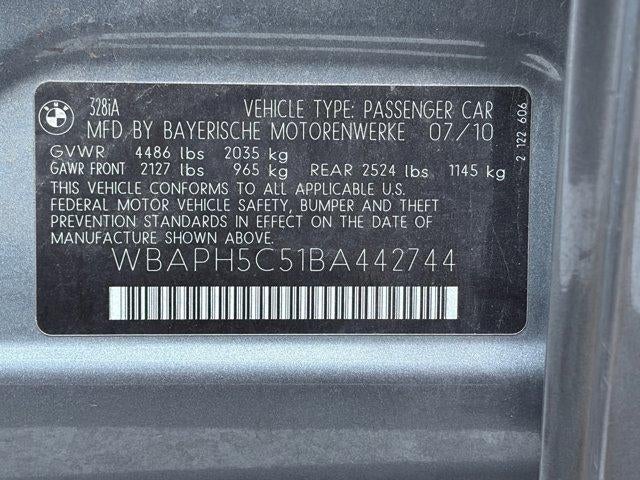 BMW
328iA VEHICLE TYPE: PASSENGER CAR
MFD. BY BAYERISCHE MOTORENWERKE 07/10
GVWR 4486 lbs 2035 kg
GAWR FRONT 2127 lbs 965 kg REAR 2524 lbs 1145 kg
THIS VEHICLE CONFORMS TO ALL APPLICABLE U.S.
FEDERAL MOTOR VEHICLE SAFETY, BUMPER AND THEFT
PREVENTION STANDARDS IN EFFECT ON THE DATE OF
MANUFACTURE SHOWN ABOVE.
WBAPH5C51BA442744
2 122 606